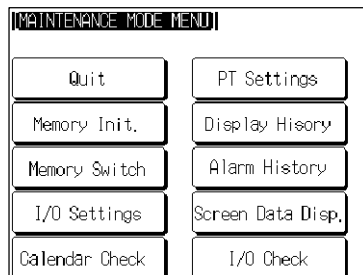 [MAINTENANCE MODE MENU]
Quit
PT Settings
Memory Init.
Display Hisory
Memory Switch
Alarm History
I/O Settings
Screen Data Disp.
Calendar Check
I/O Check